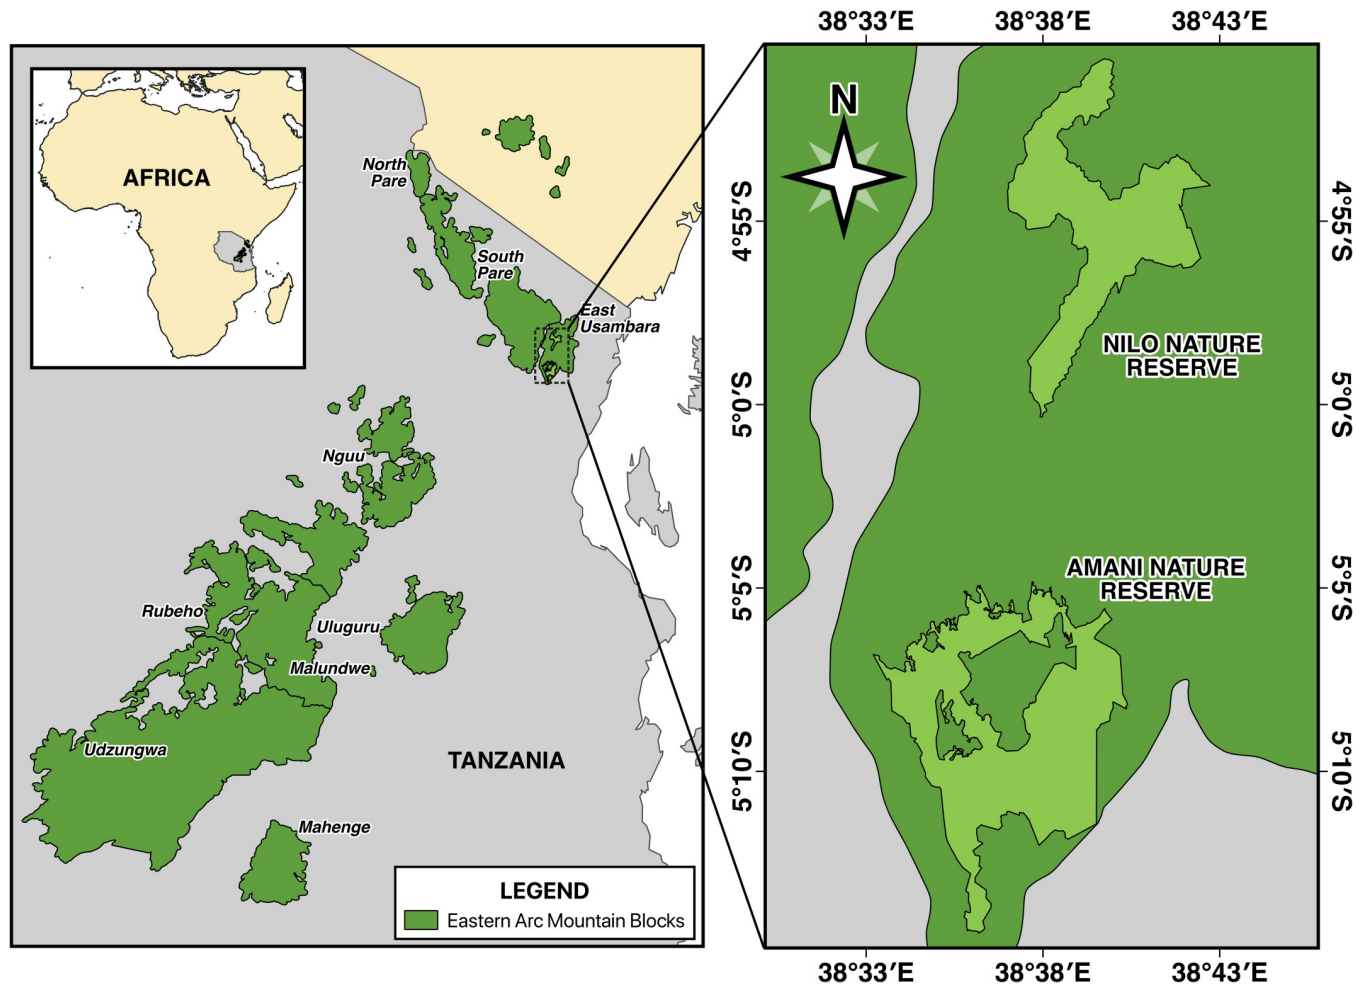 AFRICA
North
Pare
South
Pare
East
Usambara
Nguu
Rubeho
Uluguru
Malundwe
Udzungwa
TANZANIA
Mahenge
LEGEND
Eastern Arc Mountain Blocks
38°33′E 38°38′E 38°43′E
N
4°55′S 4°55′S
NILO NATURE
RESERVE
5°0′S 5°0′S
AMANI NATURE
RESERVE
5°5′S 5°5′S
5°10′S 5°10′S
38°33′E 38°38′E 38°43′E